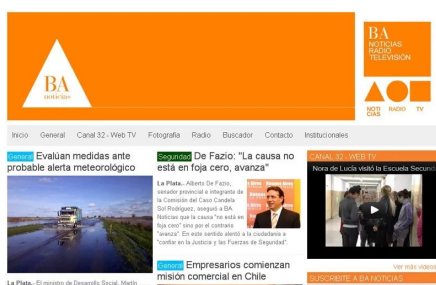 BA
noticias
BA
NOTICIAS
RADIO
TELEVISIÓN
NOTI
CIAS
RADIO
TV
Inicio General Canal 32 - Web TV Fotografía Radio Buscador Contacto Institucionales
General Evalúan medidas ante
probable alerta meteorológico
La Plata.- El ministro de Desarrollo Social, Martín
Seguridad De Fazio: "La causa no
está en foja cero, avanza"
La Plata.- Alberto De Fazio,
senador provincial e integrante de
la Comisión del Caso Candela
Sol Rodríguez, aseguró a BA
Noticias que la causa "no está en
foja cero" sino por el contrario
"avanza". En este sentido alentó a la ciudadanía a
"confiar en la Justicia y las Fuerzas de Seguridad".
General Empresarios comienzan
misión comercial en Chile
CANAL 32 - WEB TV
Nora de Lucía visitó la Escuela Secund
Ver más videos
SUSCRIBITE A BA NOTICIAS